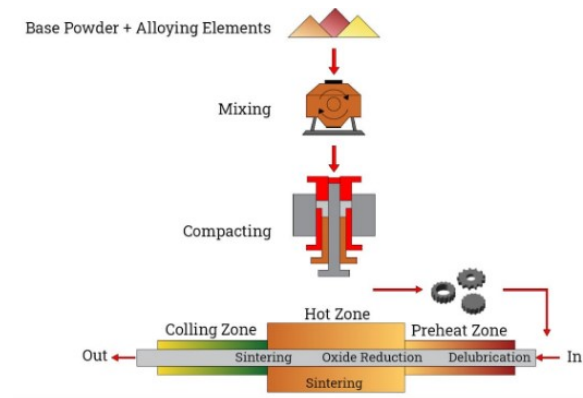 Base Powder + Alloying Elements
Mixing
Compacting
Hot Zone
Colling Zone
Preheat Zone
Out
Sintering
Oxide Reduction
Delubrication
In
Sintering